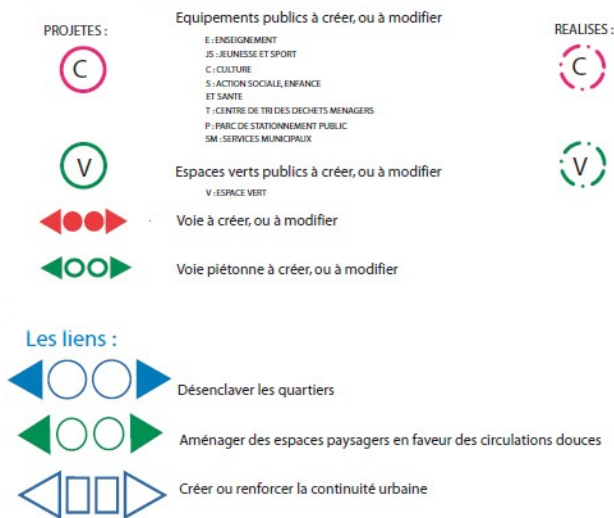 PROJETES :
Equipements publics à créer, ou à modifier
REALISES :
C
E : ENSEIGNEMENT
JS : JEUNESSE ET SPORT
C : CULTURE
S : ACTION SOCIALE, ENFANCE
ET SANTE
T : CENTRE DE TRI DES DECHETS MENAGERS
P : PARC DE STATIONNEMENT PUBLIC
SM : SERVICES MUNICIPAUX
C
V
Espaces verts publics à créer, ou à modifier
V : ESPACE VERT
V
Voie à créer, ou à modifier
Voie piétonne à créer, ou à modifier
Les liens :
Désenclaver les quartiers
Aménager des espaces paysagers en faveur des circulations douces
Créer ou renforcer la continuité urbaine